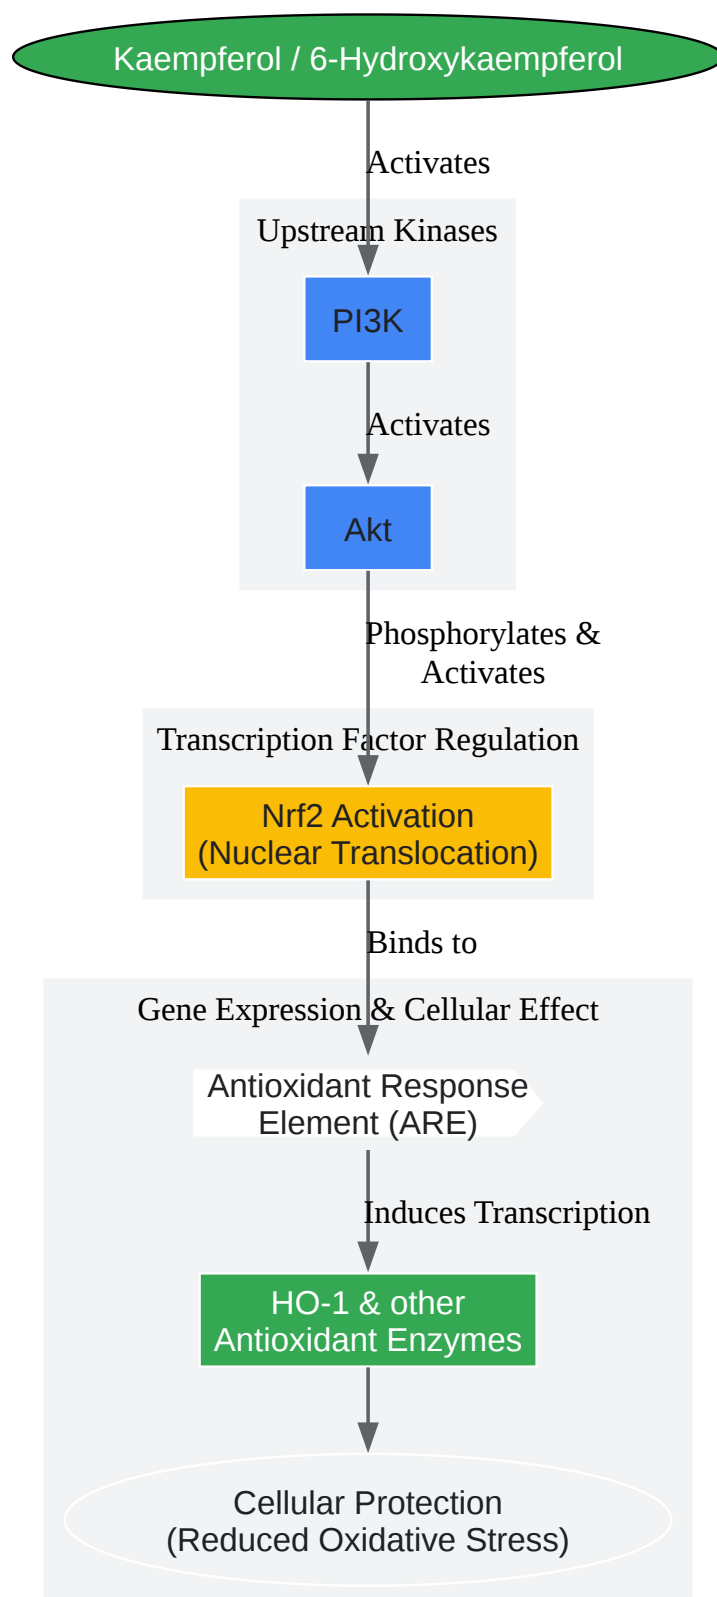 Kaempferol / 6-Hydroxykaempferol
Activates
Upstream Kinases
PI3K
Activates
Akt
Phosphorylates &
Activates
Transcription Factor Regulation
Nrf2 Activation
(Nuclear Translocation)
Binds to
Gene Expression & Cellular Effect
Antioxidant Response
Element (ARE)
Induces Transcription
HO-1 & other
Antioxidant Enzymes
Cellular Protection
(Reduced Oxidative Stress)